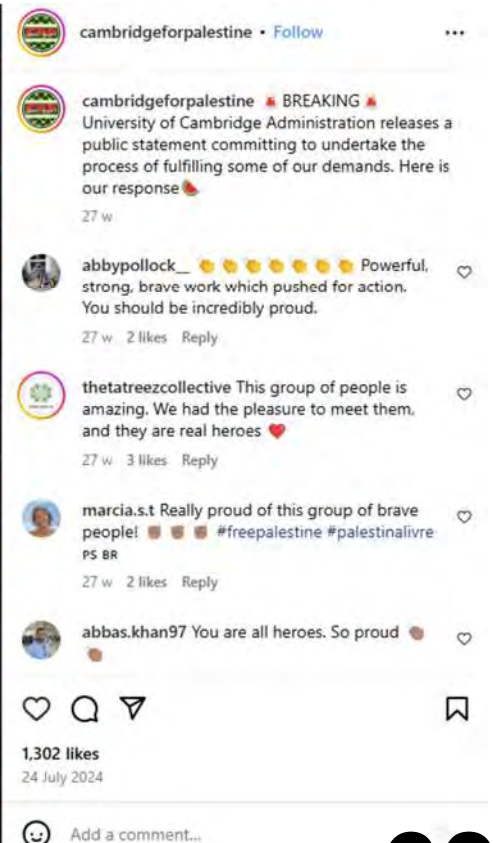 cambridgeforpalestine • Follow
cambridgeforpalestine 🚨 BREAKING 🚨
University of Cambridge Administration releases a
public statement committing to undertake the
process of fulfilling some of our demands. Here is
our response🍉
27 w
abbypollock__ 👏👏👏👏👏👏👏 Powerful,
strong, brave work which pushed for action.
You should be incredibly proud.
27 w 2 likes Reply
thetatreezcollective This group of people is
amazing. We had the pleasure to meet them,
and they are real heroes ❤️
27 w 3 likes Reply
marcia.s.t Really proud of this group of brave
people! ✊🏽✊🏽✊🏽 #freepalestine #palestinalivre
PS BR
27 w 2 likes Reply
abbas.khan97 You are all heroes. So proud 👏🏽
👏🏽
1,302 likes
24 July 2024
Add a comment...